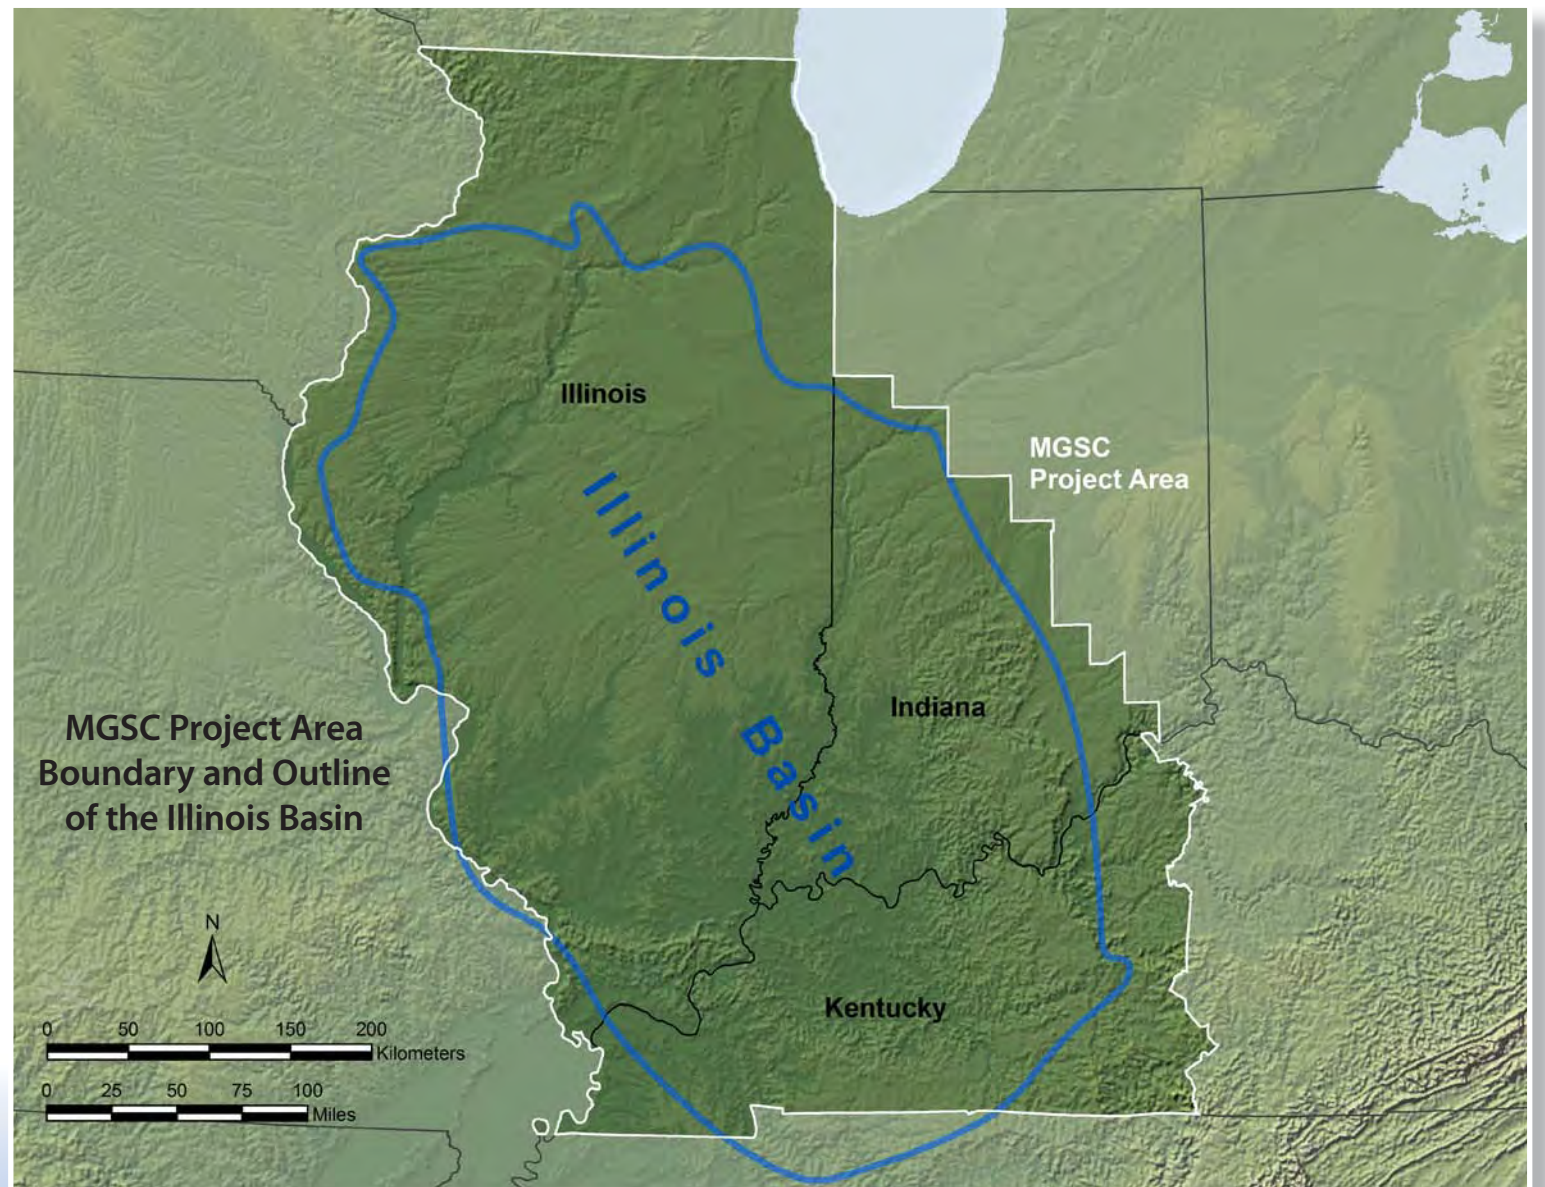 Illinois
MGSC
Project Area
Illinois Basin
Indiana
MGSC Project Area
Boundary and Outline
of the Illinois Basin
N
Kentucky
0 50 100 150 200
Kilometers
0 25 50 75 100
Miles